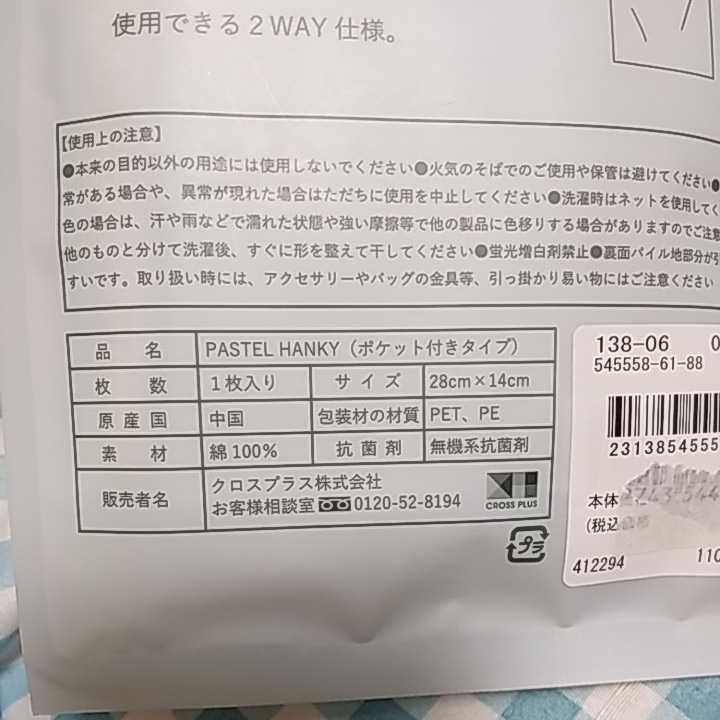 使用できる2WAY仕様。
【使用上の注意】
●本来の目的以外の用途には使用しないでください●火気のそばでのご使用や保管は避けてください●
常がある場合や、異常が現れた場合はただちに使用を中止してください●洗濯時はネットを使用してく
色の場合は、汗や雨などで濡れた状態や強い摩擦等で他の製品に色移りする場合がありますのでご注意
他のものと分けて洗濯後、すぐに形を整えて干してください●蛍光増白剤禁止●裏面パイル地部分が引
すいです。取り扱い時には、アクセサリーやバッグの金具等、引っ掛かり易い物にはご注意ください
品 名 PASTEL HANKY（ポケット付きタイプ）
枚 数 1枚入り サ イ ズ 28cm×14cm
原 産 国 中国 包装材の材質 PET、PE
素 材 綿100% 抗 菌 剤 無機系抗菌剤
販売者名 クロスプラス株式会社
お客様相談室 0120-52-8194
CROSS PLUS
プラ
138-06 0
545558-61-88
2313854555
本体
(税込
412294 110